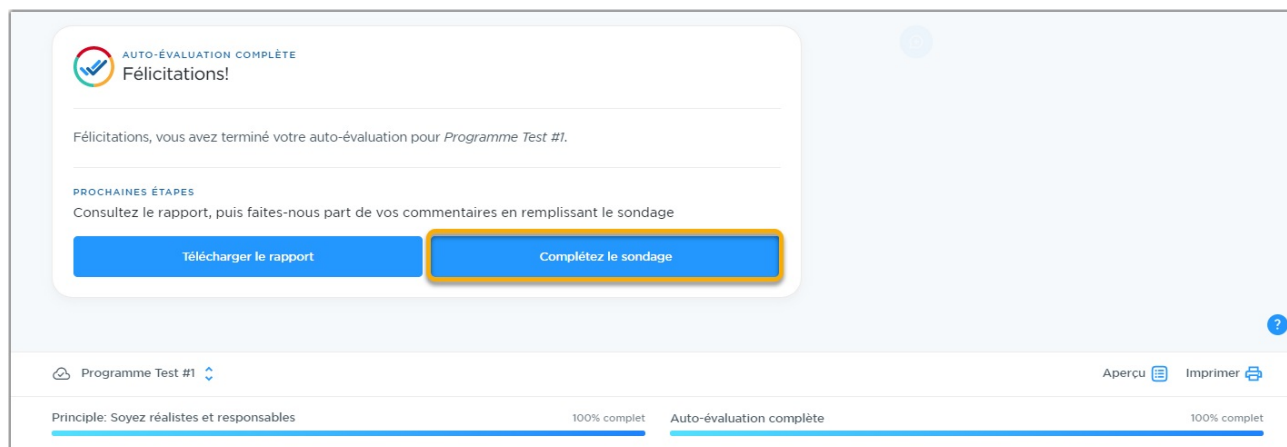 AUTO-ÉVALUATION COMPLÈTE
Félicitations!
Félicitations, vous avez terminé votre auto-évaluation pour Programme Test #1.
PROCHAINES ÉTAPES
Consultez le rapport, puis faites-nous part de vos commentaires en remplissant le sondage
Télécharger le rapport
Complétez le sondage
?
Programme Test #1
Aperçu
Imprimer
Principle: Soyez réalistes et responsables
100% complet
Auto-évaluation complète
100% complet